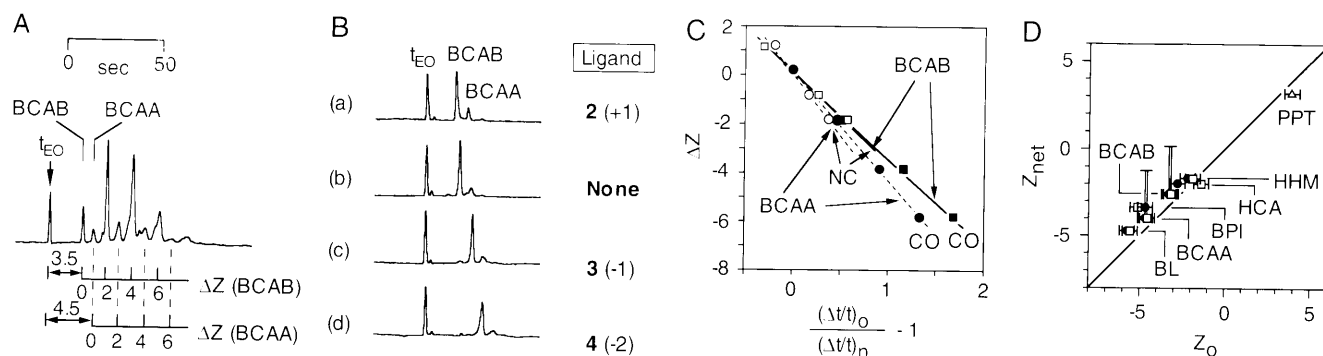 A
0 sec 50
BCAB
BCAA
tEO
3.5
0 2 4 6 ΔZ (BCAB)
4.5
0 2 4 6 ΔZ (BCAA)
B
tEO
BCAB
BCAA
Ligand
(a)
2 (+1)
(b)
None
(c)
3 (-1)
(d)
4 (-2)
C
2
0
-2
-4
-6
-8
ΔZ
BCAB
NC
BCAA
CO
CO
0 1 2
(Δt/t)o
(Δt/t)n
- 1
D
5
0
-5
Znet
PPT
BCAB
HHM
HCA
BPI
BCAA
BL
-5 0 5
Zo